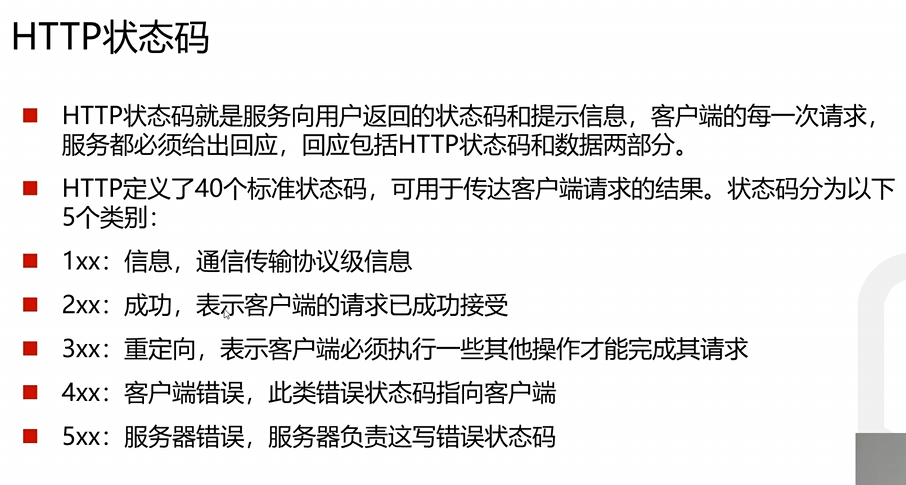 HTTP状态码
HTTP状态码就是服务向用户返回的状态码和提示信息，客户端的每一次请求，
服务都必须给出回应，回应包括HTTP状态码和数据两部分。
HTTP定义了40个标准状态码，可用于传达客户端请求的结果。状态码分为以下
5个类别：
1xx：信息，通信传输协议级信息
2xx：成功，表示客户端的请求已成功接受
3xx：重定向，表示客户端必须执行一些其他操作才能完成其请求
4xx：客户端错误，此类错误状态码指向客户端
5xx：服务器错误，服务器负责这写错误状态码